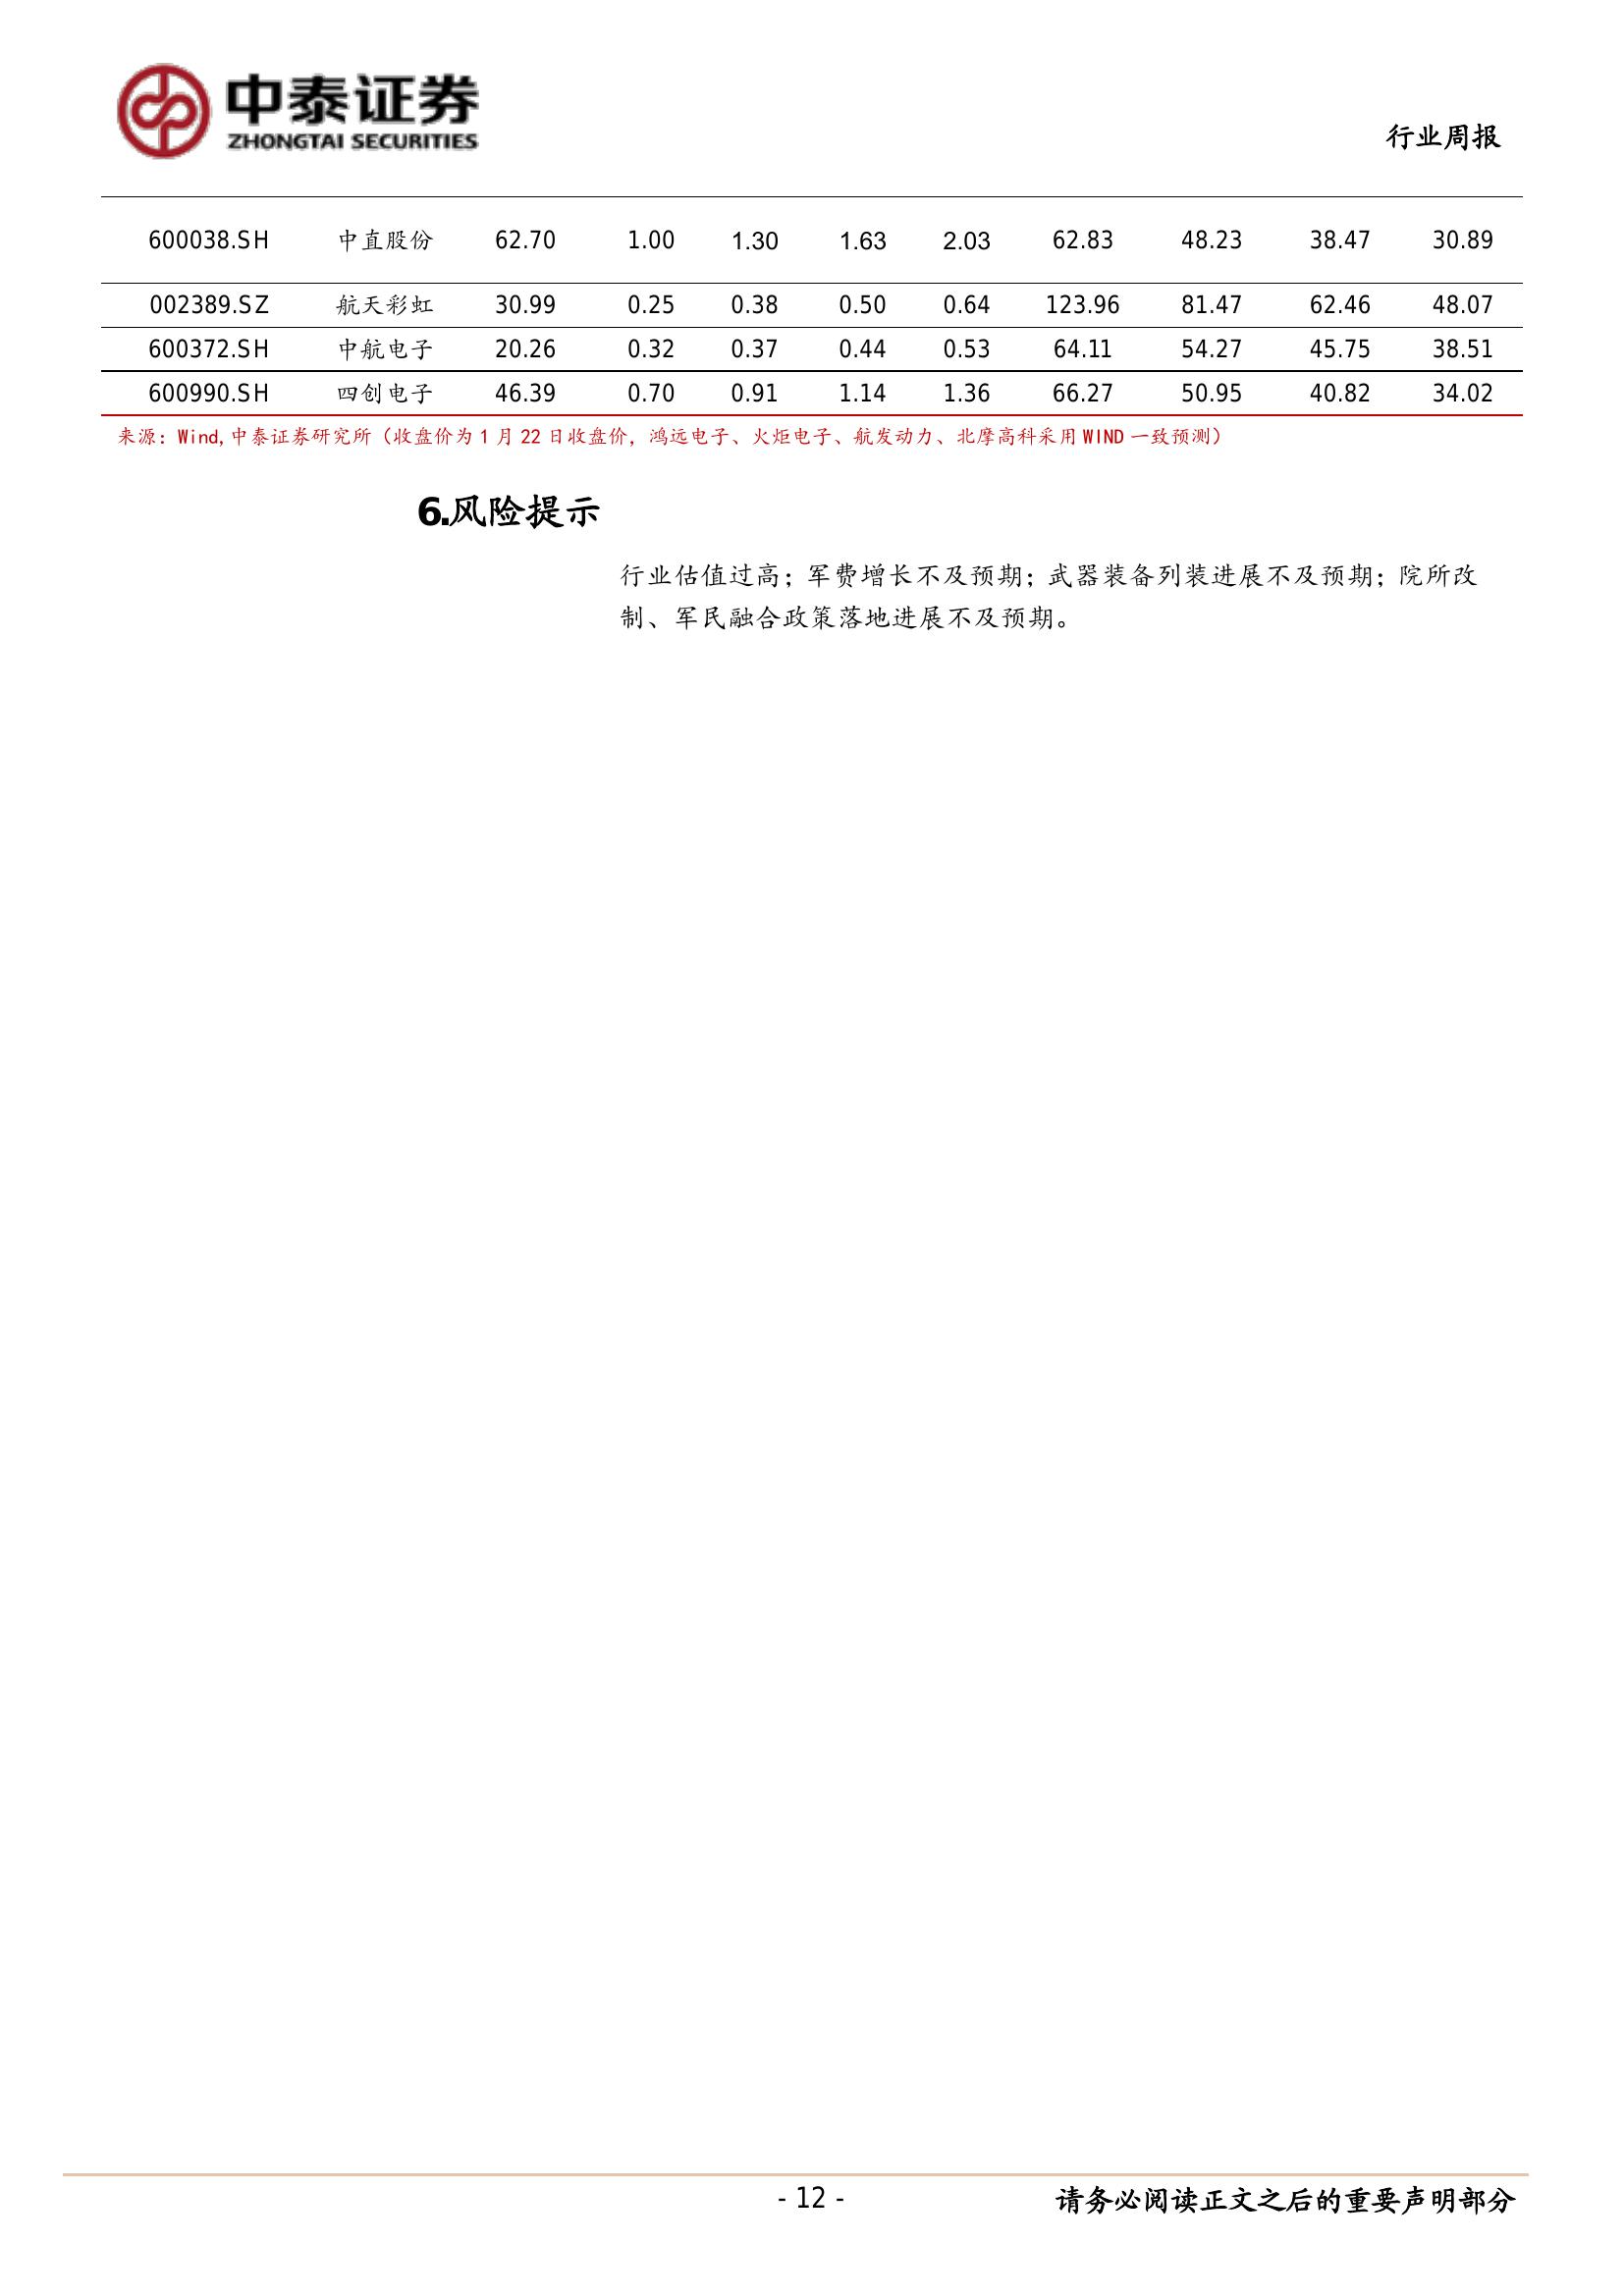 中泰证券
ZHONGTAI SECURITIES
行业周报
600038.SH 中直股份 62.70 1.00 1.30 1.63 2.03 62.83 48.23 38.47 30.89
002389.SZ 航天彩虹 30.99 0.25 0.38 0.50 0.64 123.96 81.47 62.46 48.07
600372.SH 中航电子 20.26 0.32 0.37 0.44 0.53 64.11 54.27 45.75 38.51
600990.SH 四创电子 46.39 0.70 0.91 1.14 1.36 66.27 50.95 40.82 34.02
来源：Wind,中泰证券研究所（收盘价为 1 月 22 日收盘价，鸿远电子、火炬电子、航发动力、北摩高科采用 WIND 一致预测）
6.风险提示
行业估值过高；军费增长不及预期；武器装备列装进展不及预期；院所改
制、军民融合政策落地进展不及预期。
- 12 -
请务必阅读正文之后的重要声明部分